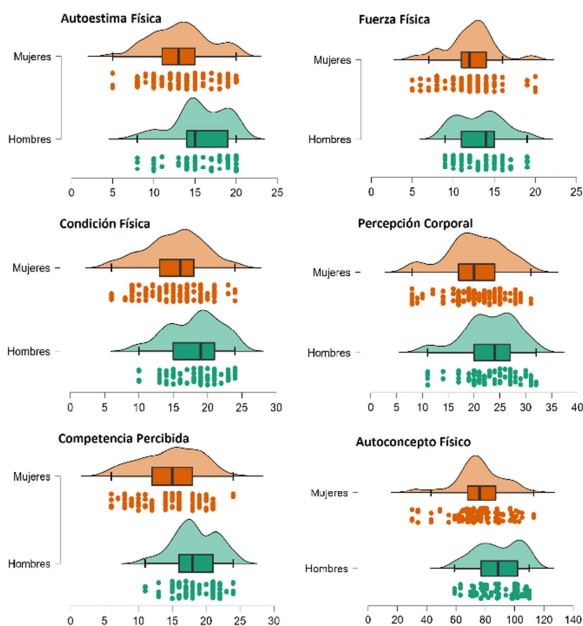 Autoestima Física
Mujeres
Hombres
0 5 10 15 20 25
Fuerza Física
Mujeres
Hombres
0 5 10 15 20 25
Condición Física
Mujeres
Hombres
0 5 10 15 20 25 30
Percepción Corporal
Mujeres
Hombres
0 5 10 15 20 25 30 35 40
Competencia Percibida
Mujeres
Hombres
0 5 10 15 20 25 30
Autoconcepto Físico
Mujeres
Hombres
0 20 40 60 80 100 120 140